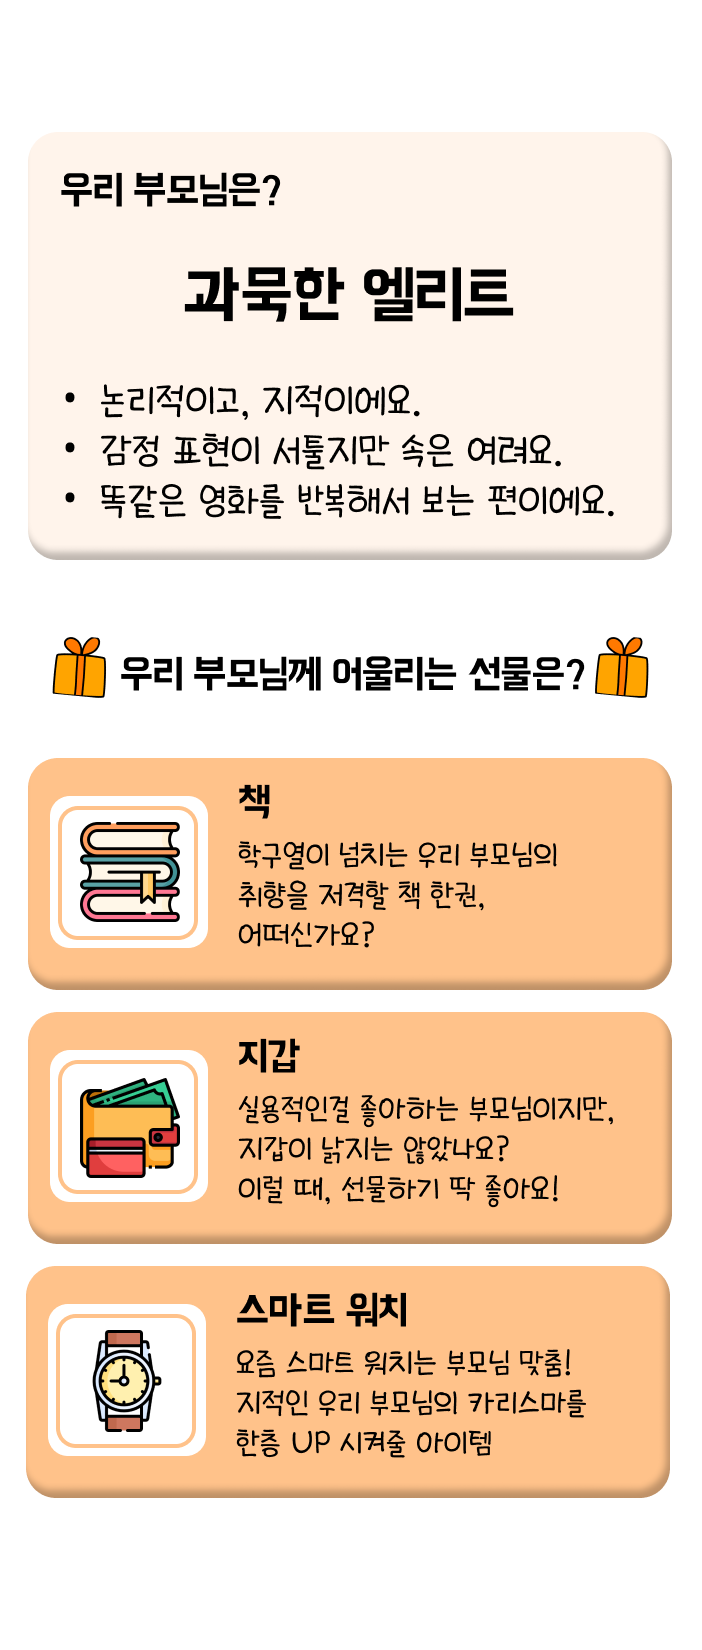 우리 부모님은?
과묵한 엘리트
• 논리적이고, 지적이에요.
• 감정 표현이 서툴지만 속은 여려요.
• 똑같은 영화를 반복해서 보는 편이에요.
우리 부모님께 어울리는 선물은?
책
학구열이 넘치는 우리 부모님의
취향을 저격할 책 한권,
어떠신가요?
지갑
실용적인걸 좋아하는 부모님이지만,
지갑이 낡지는 않았나요?
이럴 때, 선물하기 딱 좋아요!
스마트 워치
요즘 스마트 워치는 부모님 맞춤!
지적인 우리 부모님의 카리스마를
한층 UP 시켜줄 아이템